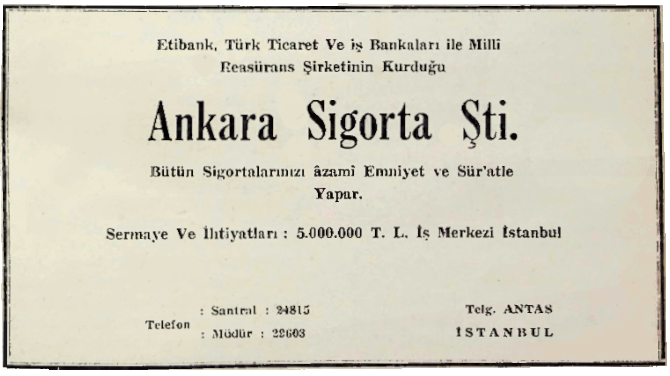 Etibank, Türk Ticaret Ve iş Bankaları ile Millî
Reasürans Şirketinin Kurduğu
Ankara Sigorta Şti.
Bütün Sigortalarınızı âzamî Emniyet ve Sür'atle
Yapar.
Sermaye Ve İhtiyatları : 5.000.000 T. L. İş Merkezi İstanbul
Telefon : Santral : 24815
: Müdür : 22603
Telg. ANTAS
İSTANBUL